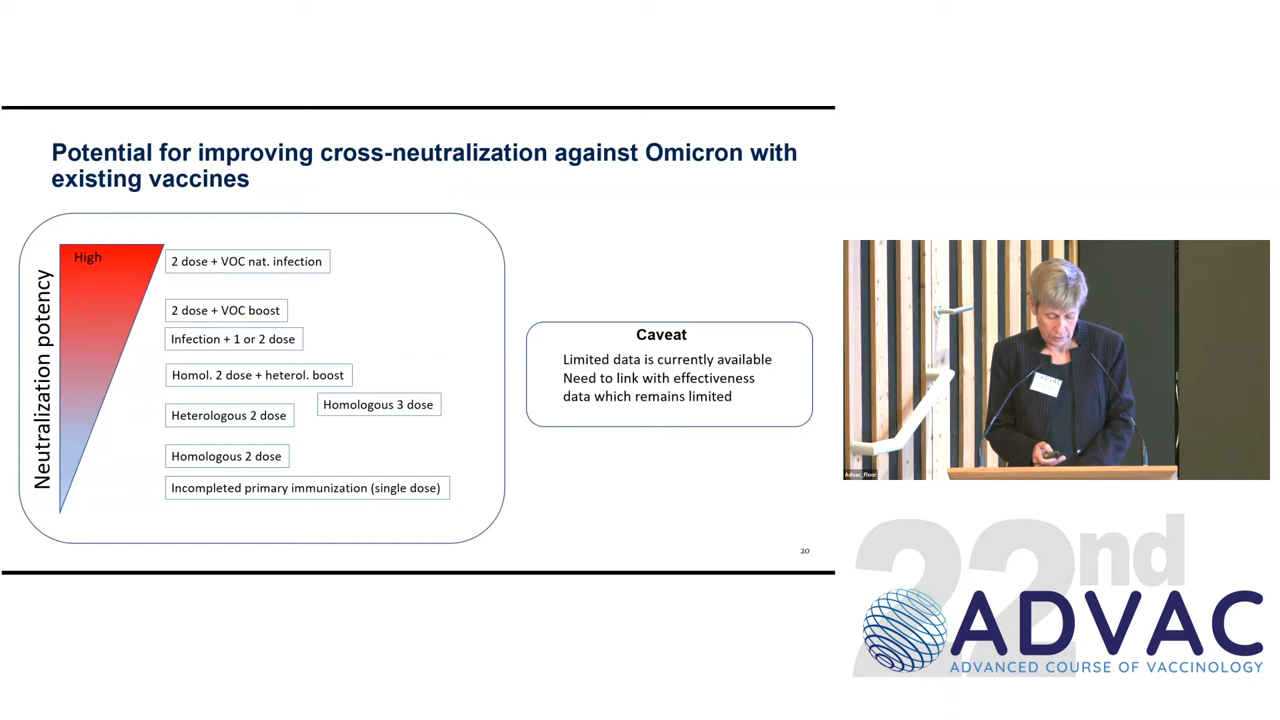 Potential for improving cross-neutralization against Omicron with
existing vaccines
Neutralization potency
High
2 dose + VOC nat. infection
2 dose + VOC boost
Infection + 1 or 2 dose
Homol. 2 dose + heterol. boost
Homologous 3 dose
Heterologous 2 dose
Homologous 2 dose
Incompleted primary immunization (single dose)
Caveat
Limited data is currently available
Need to link with effectiveness
data which remains limited
20
ADVAC
Advac_Floor
22nd
ADVAC
ADVANCED COURSE OF VACCINOLOGY